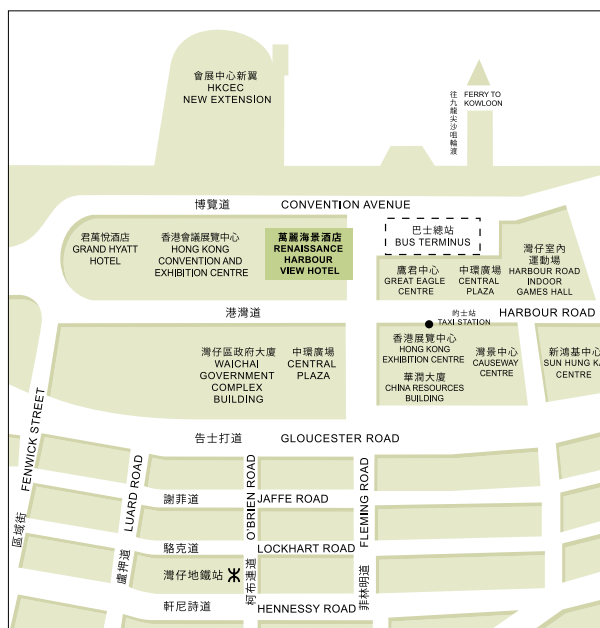 會展中心新翼
HKCEC
NEW EXTENSION
往九龍尖沙咀輪渡
FERRY TO
KOWLOON
博覽道 CONVENTION AVENUE
君萬悅酒店
GRAND HYATT
HOTEL
香港會議展覽中心
HONG KONG
CONVENTION AND
EXHIBITION CENTRE
萬麗海景酒店
RENAISSANCE
HARBOUR
VIEW HOTEL
巴士總站
BUS TERMINUS
鷹君中心
GREAT EAGLE
CENTRE
中環廣場
CENTRAL
PLAZA
灣仔室內
運動場
HARBOUR ROAD
INDOOR
GAMES HALL
港灣道
的士站
TAXI STATION
HARBOUR ROAD
灣仔區政府大廈
WAICHAI
GOVERNMENT
COMPLEX
BUILDING
中環廣場
CENTRAL
PLAZA
香港展覽中心
HONG KONG
EXHIBITION CENTRE
華潤大廈
CHINA RESOURCES
BUILDING
灣景中心
CAUSEWAY
CENTRE
新鴻基中心
SUN HUNG KA
CENTRE
告士打道 GLOUCESTER ROAD
區域街 FENWICK STREET
盧押道 LUARD ROAD
柯布連道 O'BRIEN ROAD
菲林明道 FLEMING ROAD
謝菲道 JAFFE ROAD
駱克道 LOCKHART ROAD
灣仔地鐵站
軒尼詩道 HENNESSY ROAD